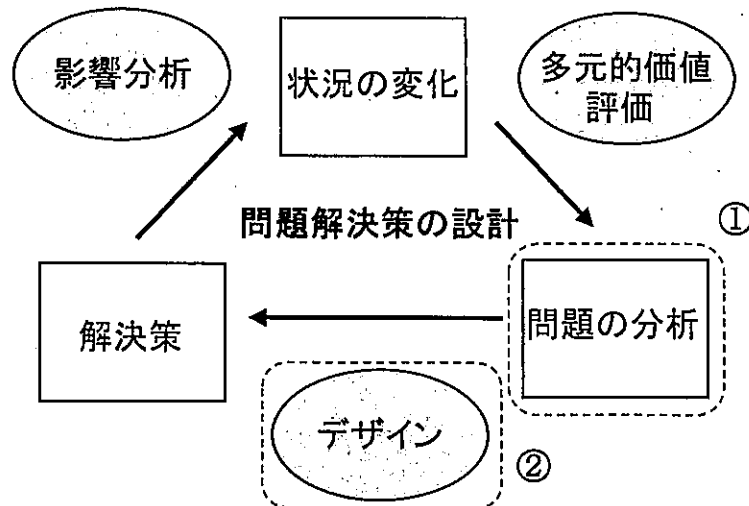 影響分析
状況の変化
多元的価値
評価
問題解決策の設計
①
解決策
問題の分析
デザイン
②